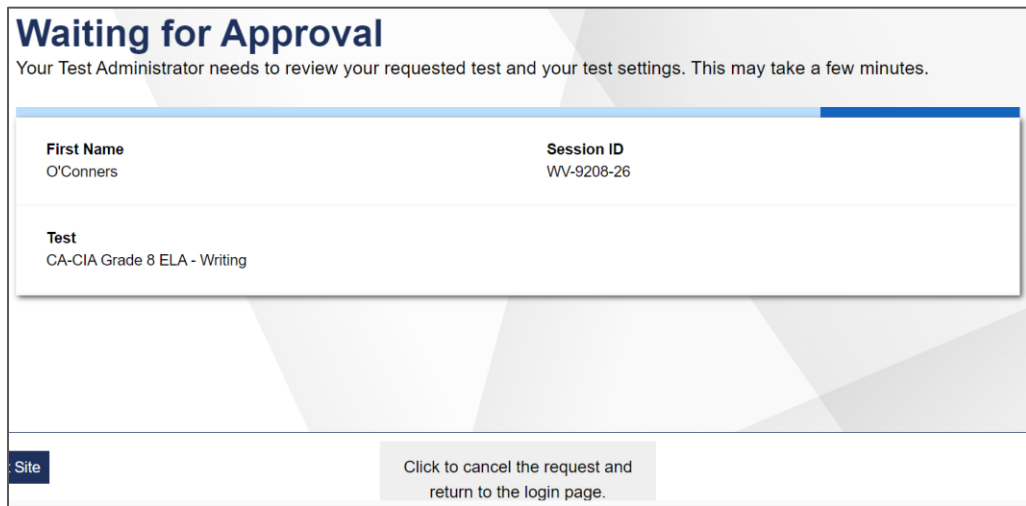 Waiting for Approval
Your Test Administrator needs to review your requested test and your test settings. This may take a few minutes.
First Name
O'Conners
Session ID
WV-9208-26
Test
CA-CIA Grade 8 ELA - Writing
Site
Click to cancel the request and
return to the login page.